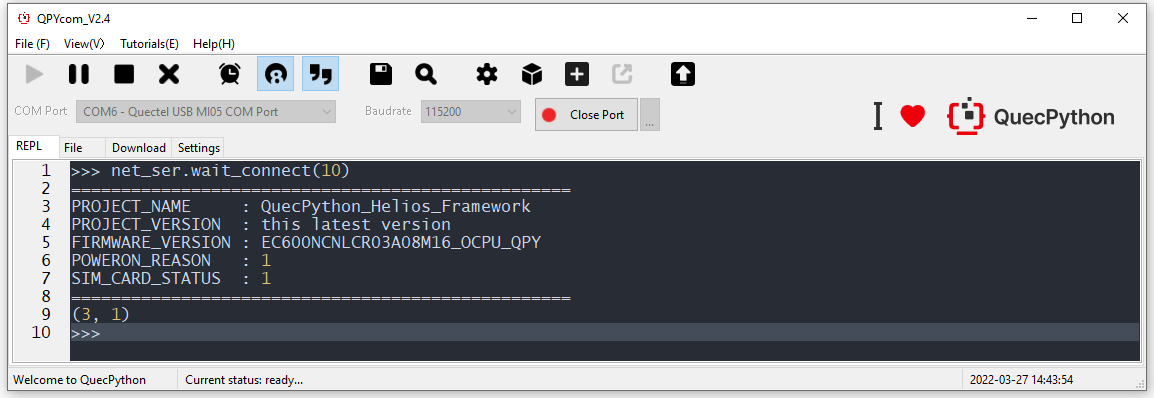 QPYcom_V2.4
File (F) View(V) Tutorials(E) Help(H)
COM Port COM6 - Quectel USB MI05 COM Port Baudrate 115200 Close Port ... I QuecPython
REPL File Download Settings
1 >>> net_ser.wait_connect(10)
2 ==================================================
3 PROJECT_NAME     : QuecPython_Helios_Framework
4 PROJECT_VERSION  : this latest version
5 FIRMWARE_VERSION : EC600NCNLCR03A08M16_OCPU_QPY
6 POWERON_REASON   : 1
7 SIM_CARD_STATUS  : 1
8 ==================================================
9 (3, 1)
10 >>>
Welcome to QuecPython Current status: ready... 2022-03-27 14:43:54